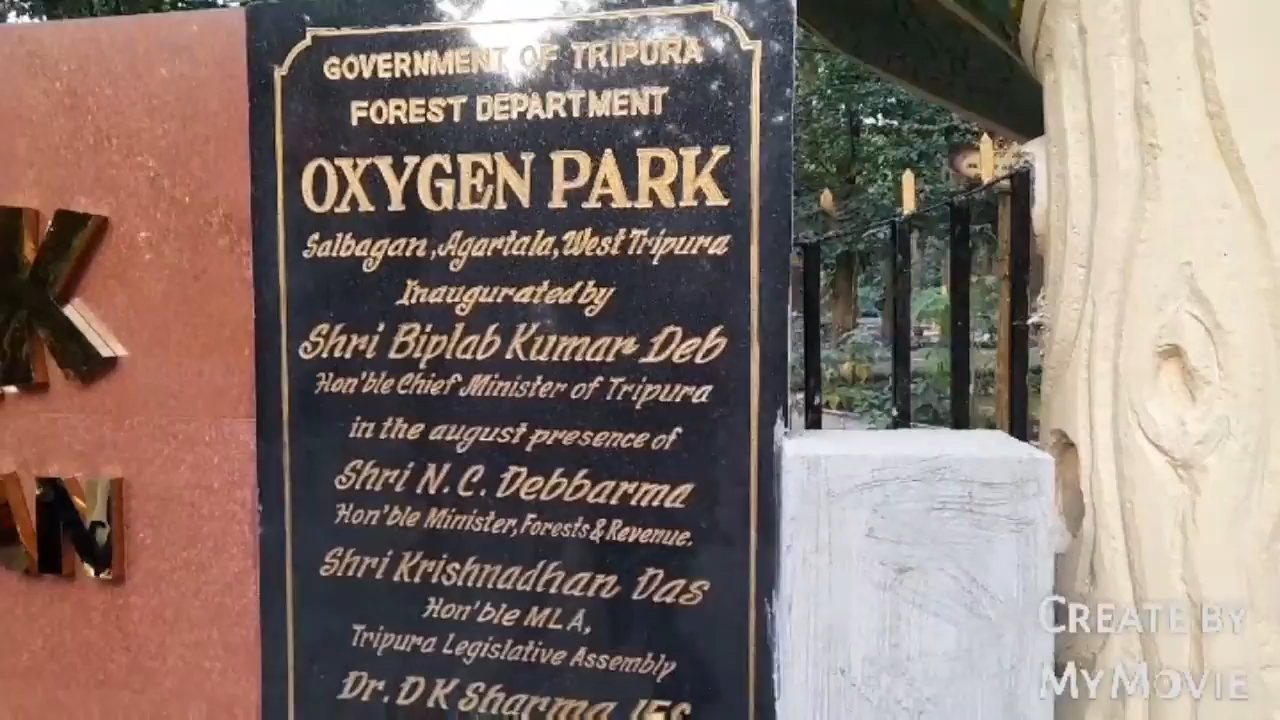 GOVERNMENT OF TRIPURA
FOREST DEPARTMENT
OXYGEN PARK
Salbagan, Agartala, West Tripura
Inaugurated by
Shri Biplab Kumar Deb
Hon'ble Chief Minister of Tripura
in the august presence of
Shri N. C. Debbarma
Hon'ble Minister, Forests & Revenue.
Shri Krishnadhan Das
Hon'ble MLA,
Tripura Legislative Assembly
Dr. D K Sharma
K
AN
CREATE BY
MYMOVIE